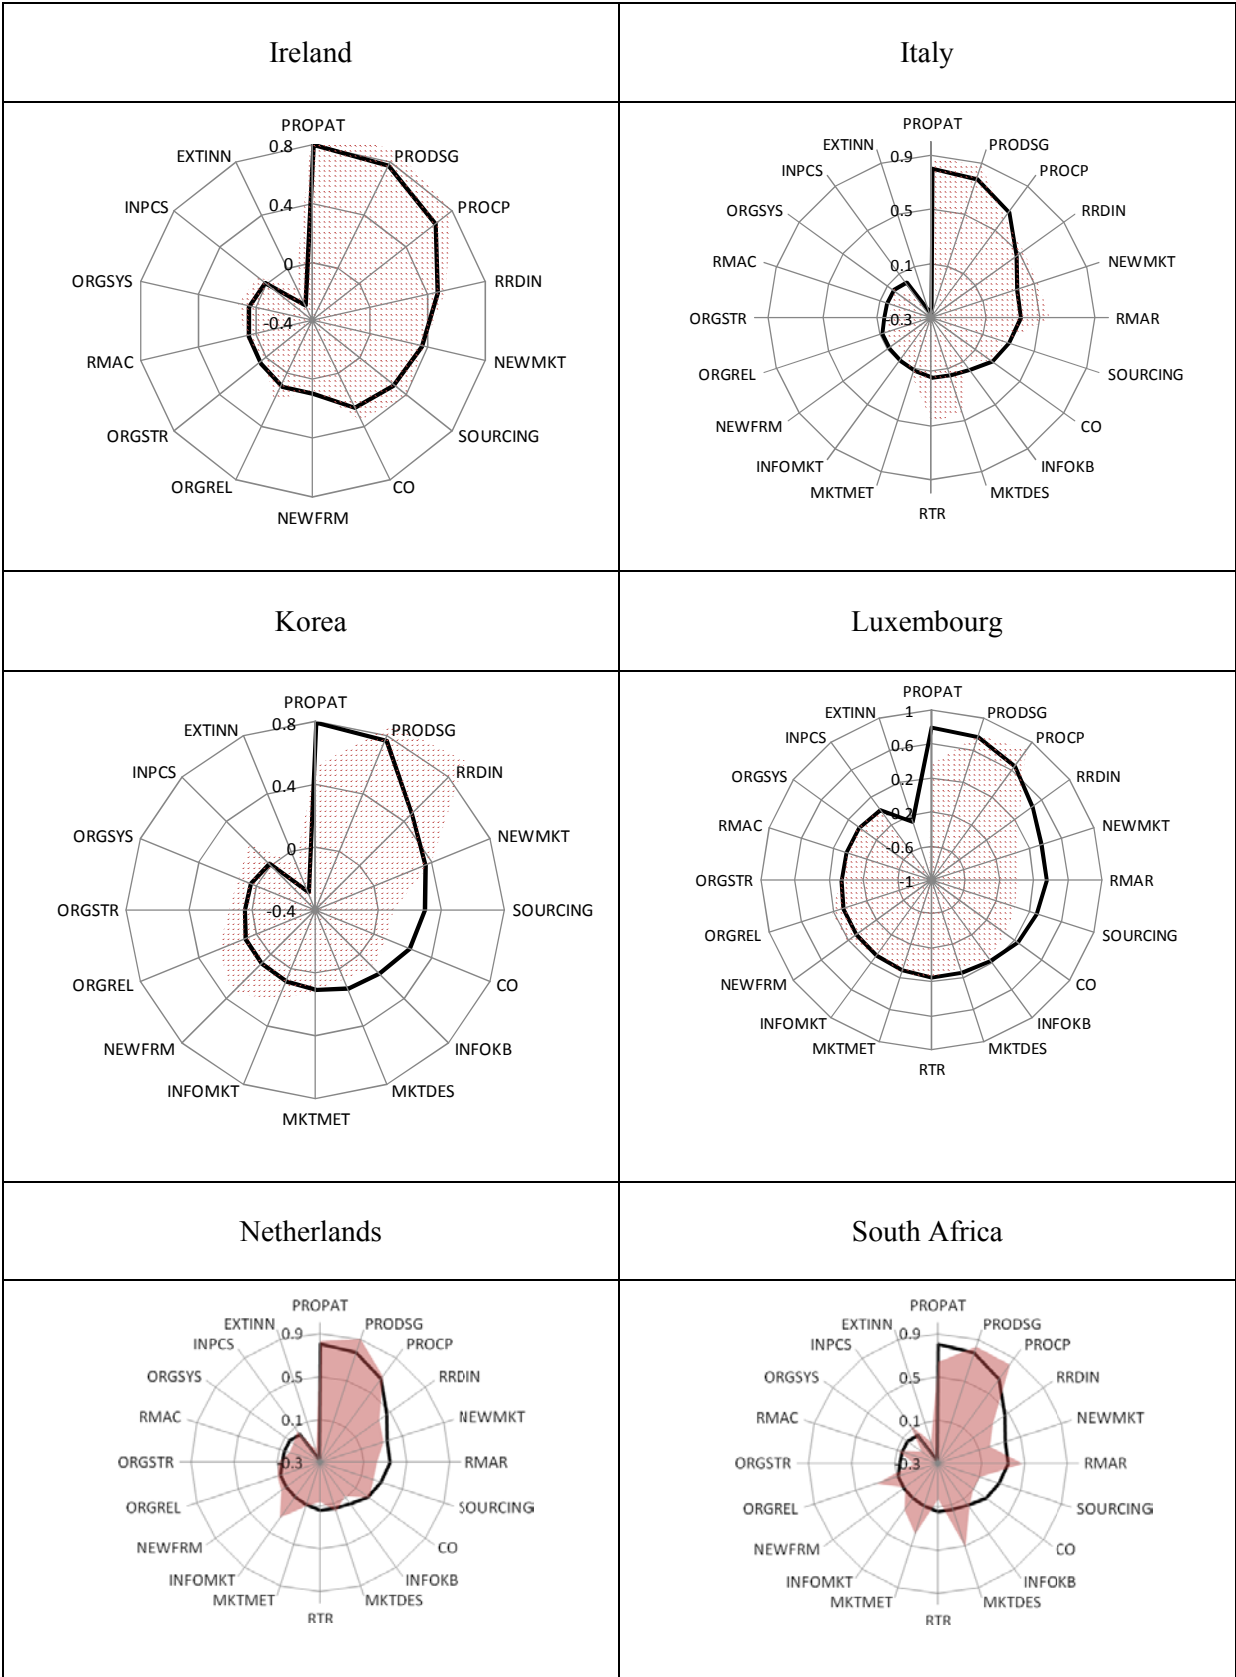 Ireland
Italy
PROPAT
PRODSG
PROCP
RRDIN
NEWMKT
SOURCING
CO
NEWFRM
ORGREL
ORGSTR
RMAC
ORGSYS
INPCS
EXTINN
0.8
0.4
0
-0.4
PROPAT
PRODSG
PROCP
RRDIN
NEWMKT
RMAR
SOURCING
CO
INFOKB
MKTDES
RTR
MKTMET
INFOMKT
NEWFRM
ORGREL
ORGSTR
RMAC
ORGSYS
INPCS
EXTINN
0.9
0.5
0.1
-0.3
Korea
Luxembourg
PROPAT
PRODSG
RRDIN
NEWMKT
SOURCING
CO
INFOKB
MKTDES
MKTMET
INFOMKT
NEWFRM
ORGREL
ORGSTR
ORGSYS
INPCS
EXTINN
0.8
0.4
0
-0.4
PROPAT
PRODSG
PROCP
RRDIN
NEWMKT
RMAR
SOURCING
CO
INFOKB
MKTDES
RTR
MKTMET
INFOMKT
NEWFRM
ORGREL
ORGSTR
RMAC
ORGSYS
INPCS
EXTINN
1
0.6
0.2
-0.2
-0.6
-1
Netherlands
South Africa
PROPAT
PRODSG
PROCP
RRDIN
NEWMKT
RMAR
SOURCING
CO
INFOKB
MKTDES
RTR
MKTMET
INFOMKT
NEWFRM
ORGREL
ORGSTR
RMAC
ORGSYS
INPCS
EXTINN
0.9
0.5
0.1
-0.3
PROPAT
PRODSG
PROCP
RRDIN
NEWMKT
RMAR
SOURCING
CO
INFOKB
MKTDES
RTR
MKTMET
INFOMKT
NEWFRM
ORGREL
ORGSTR
RMAC
ORGSYS
INPCS
EXTINN
0.9
0.5
0.1
-0.3